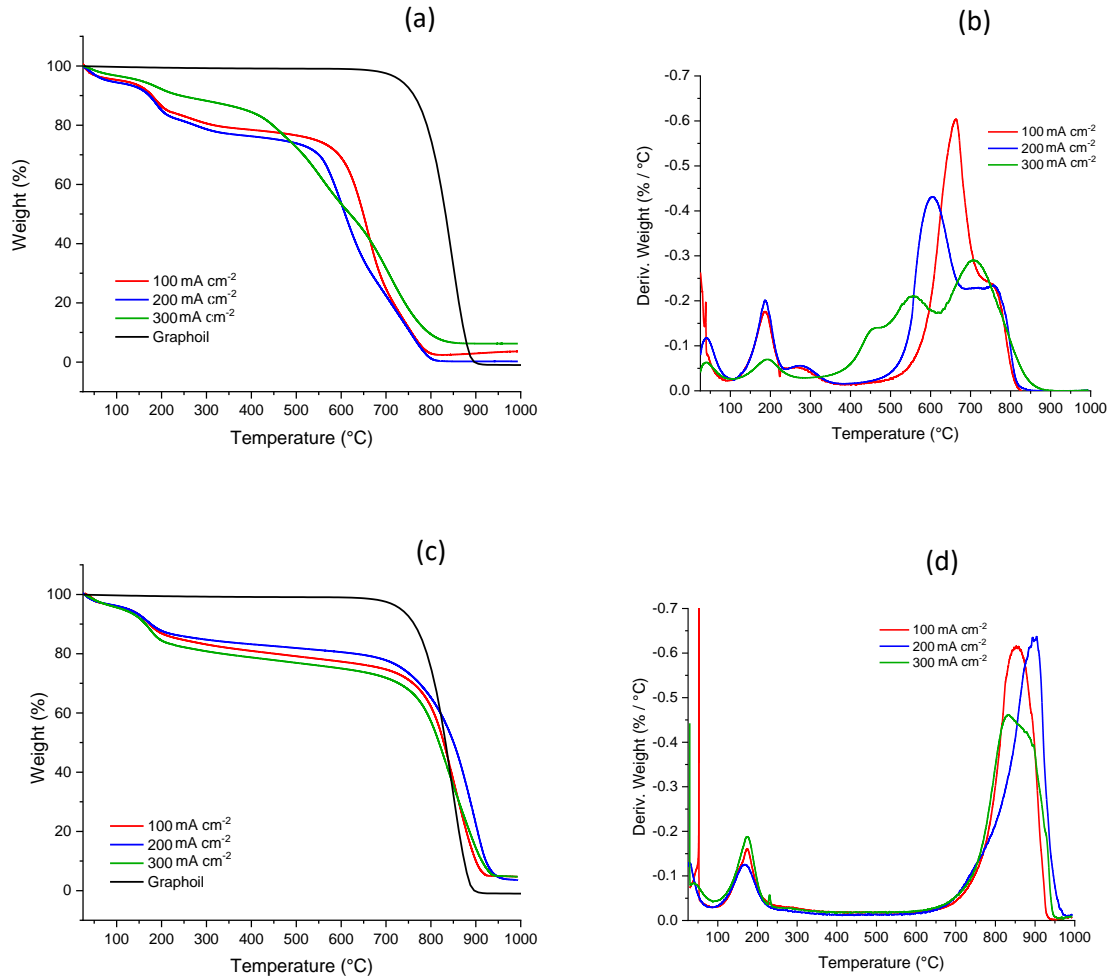 (a)
Weight (%)
100
80
60
40
20
0
100 mA cm-2
200 mA cm-2
300 mA cm-2
Graphoil
100 200 300 400 500 600 700 800 900 1000
Temperature (°C)
(b)
Deriv. Weight (% / °C)
-0.7
-0.6
-0.5
-0.4
-0.3
-0.2
-0.1
0.0
100 mA cm-2
200 mA cm-2
300 mA cm-2
100 200 300 400 500 600 700 800 900 1000
Temperature (°C)
(c)
Weight (%)
100
80
60
40
20
0
100 mA cm-2
200 mA cm-2
300 mA cm-2
Graphoil
100 200 300 400 500 600 700 800 900 1000
Temperature (°C)
(d)
Deriv. Weight (% / °C)
-0.7
-0.6
-0.5
-0.4
-0.3
-0.2
-0.1
0.0
100 mA cm-2
200 mA cm-2
300 mA cm-2
100 200 300 400 500 600 700 800 900 1000
Temperature (°C)